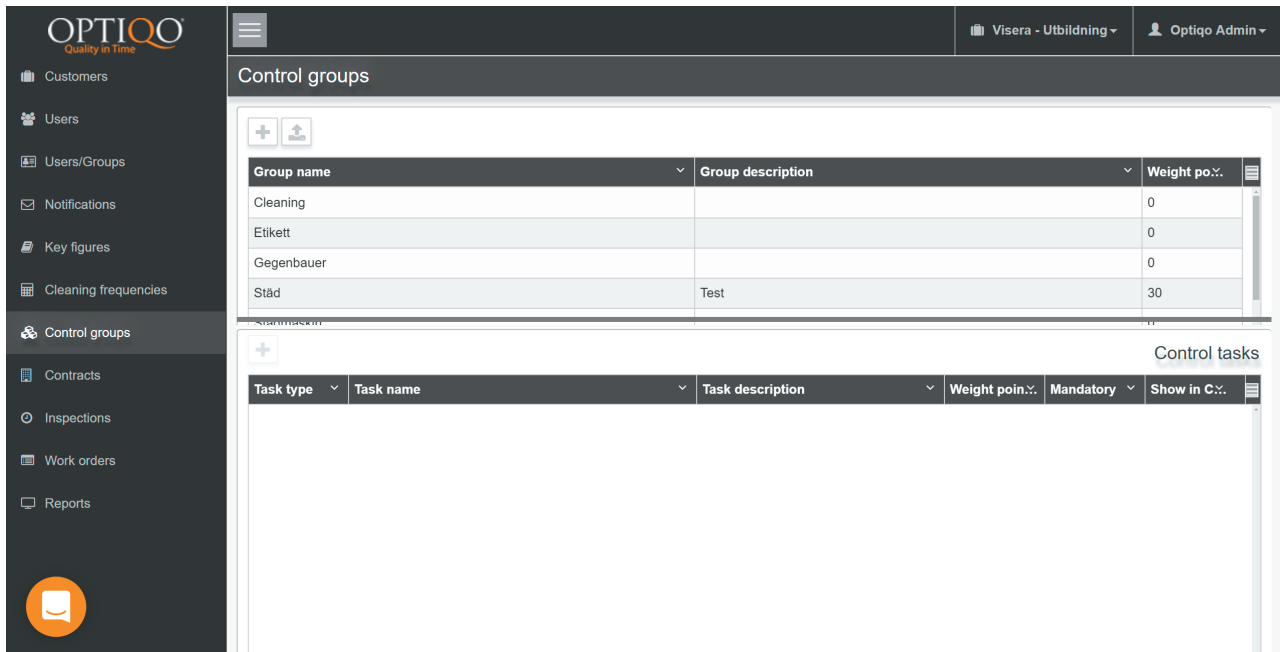 OPTIQO
Quality in Time
Visera - Utbildning
Optiqo Admin
Customers
Users
Users/Groups
Notifications
Key figures
Cleaning frequencies
Control groups
Contracts
Inspections
Work orders
Reports
Control groups
Group name Group description Weight po...
Cleaning 0
Etikett 0
Gegenbauer 0
Städ Test 30
Control tasks
Task type Task name Task description Weight poin... Mandatory Show in C...